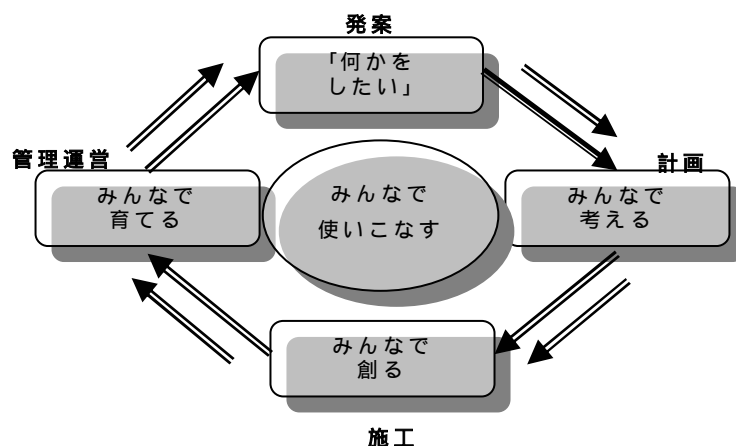 発案
「何かを
したい」
管理運営
みんなで
育てる
みんなで
使いこなす
計画
みんなで
考える
みんなで
創る
施工